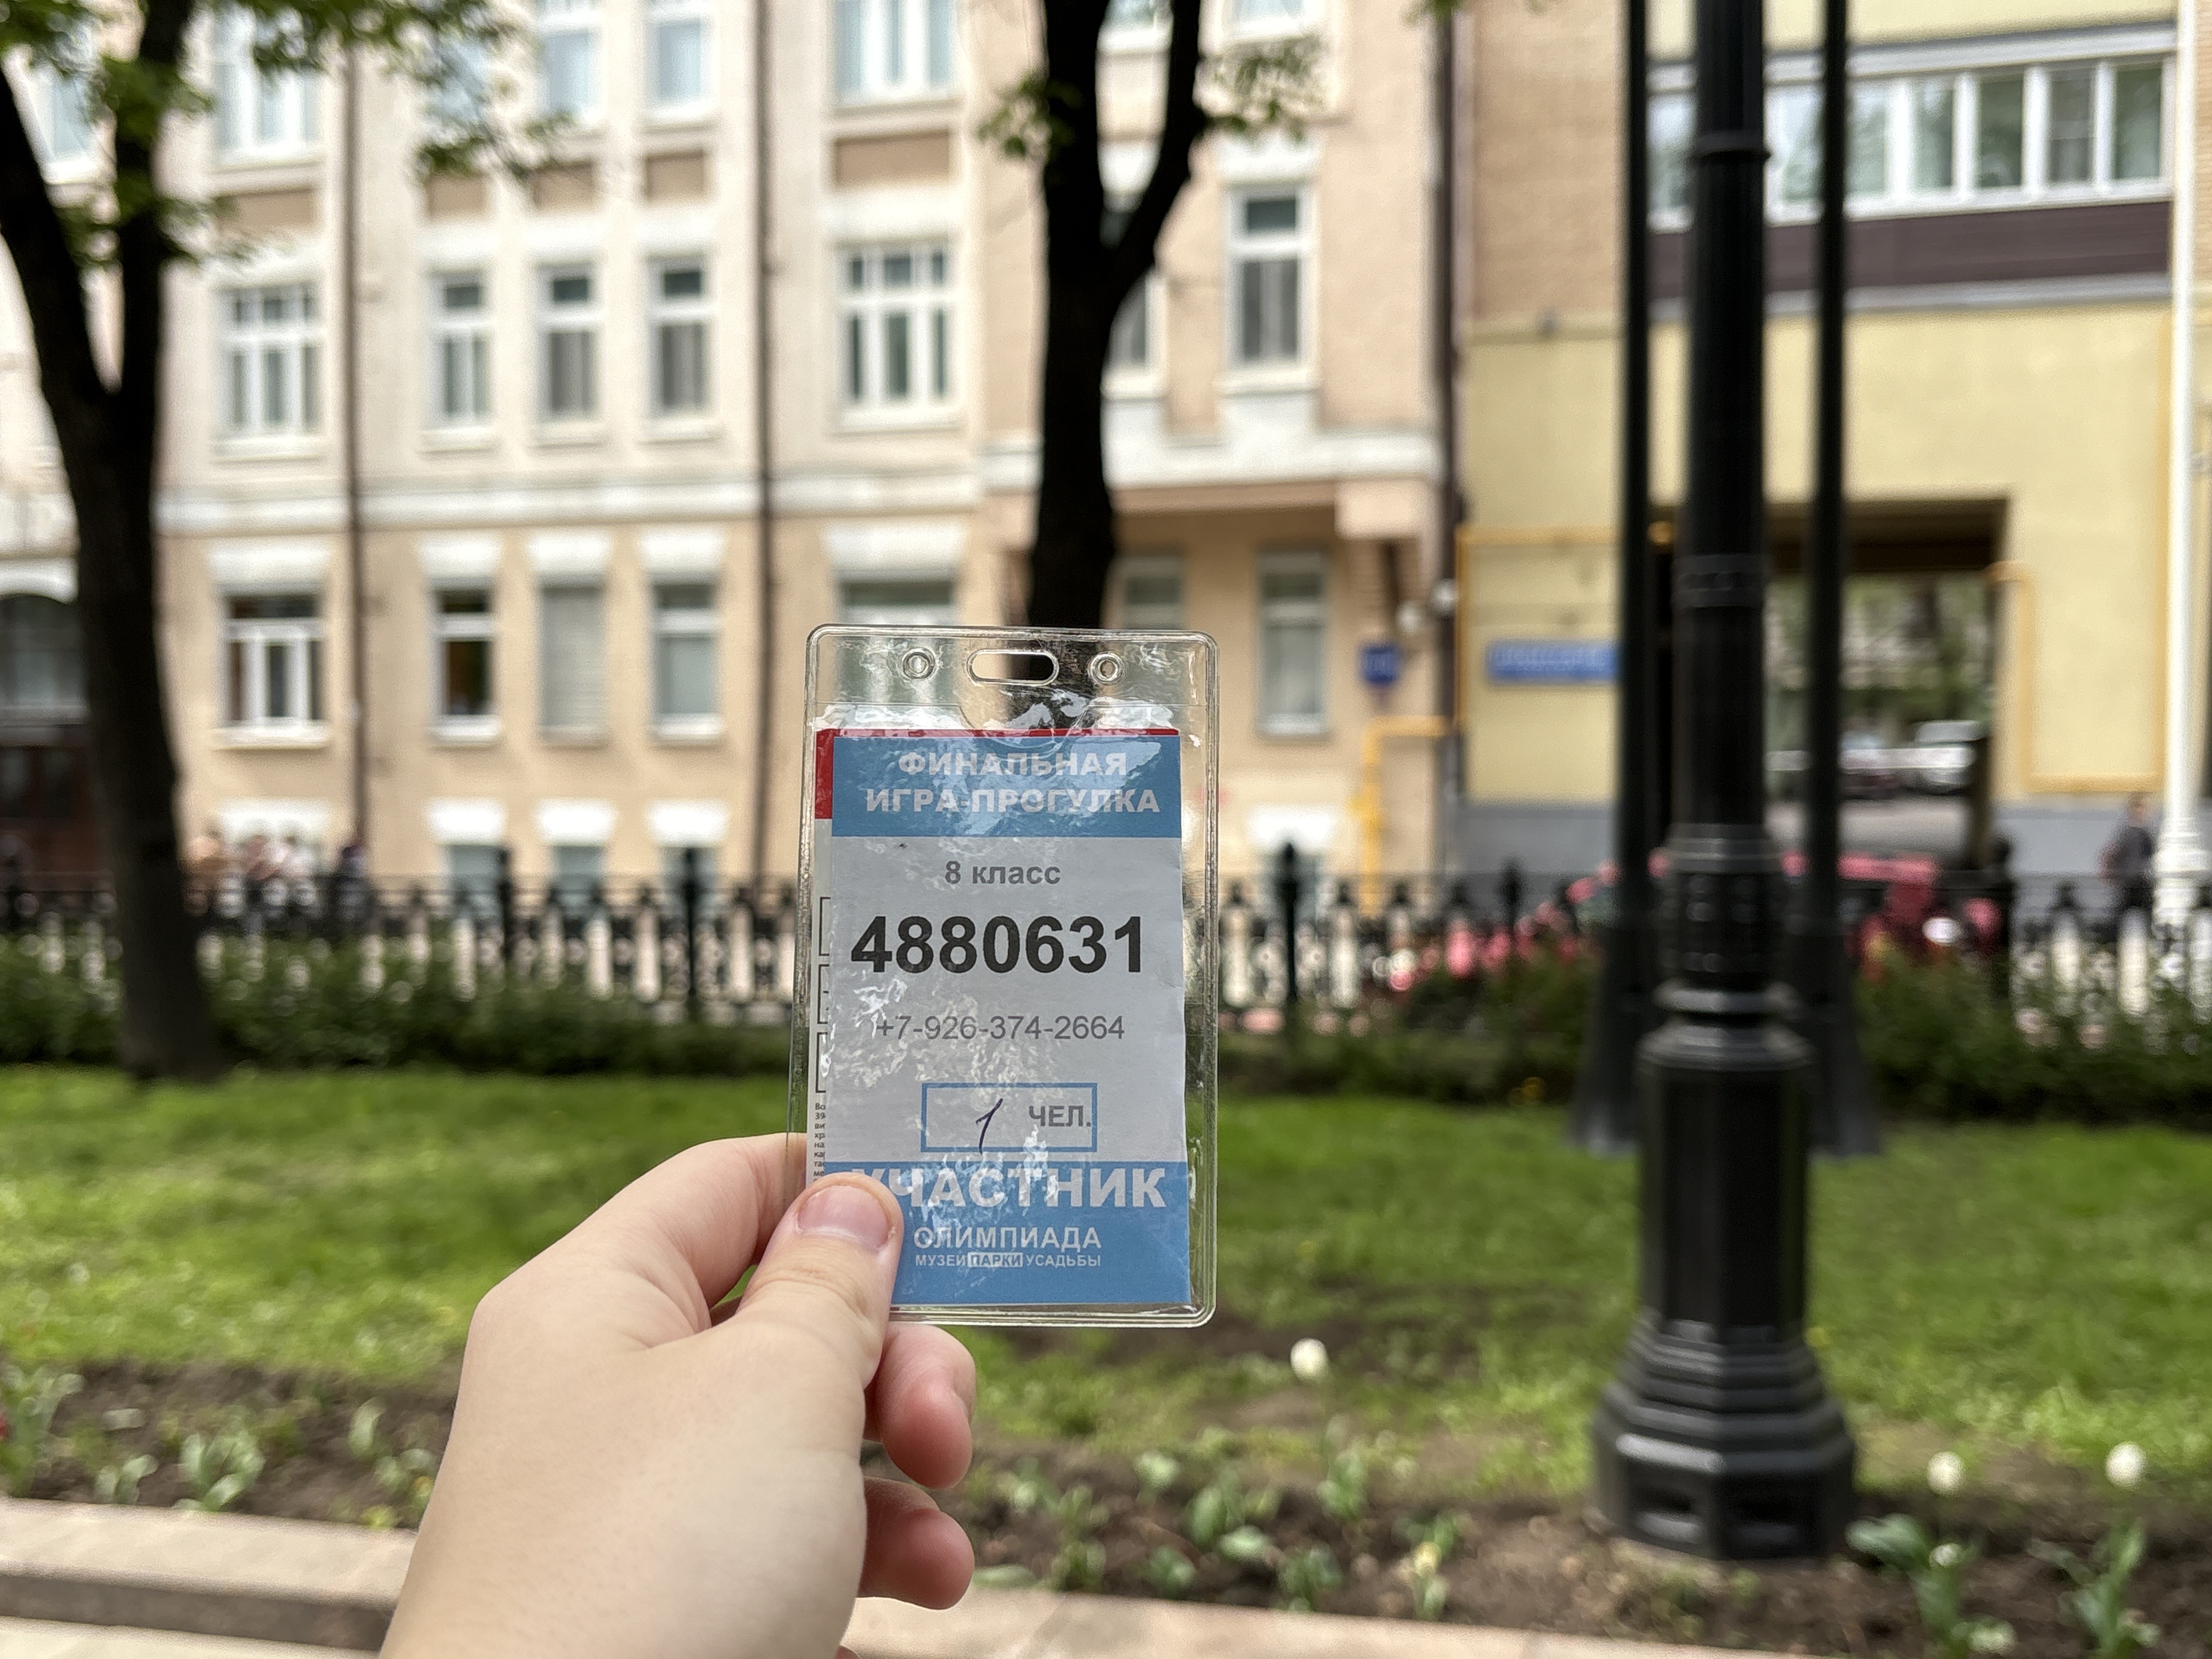 ФИНАЛЬНАЯ
ИГРА-ПРОГУЛКА
8 класс
4880631
+7-926-374-2664
1 ЧЕЛ.
УЧАСТНИК
ОЛИМПИАДА
МУЗЕИ ПАРКИ УСАДЬБЫ